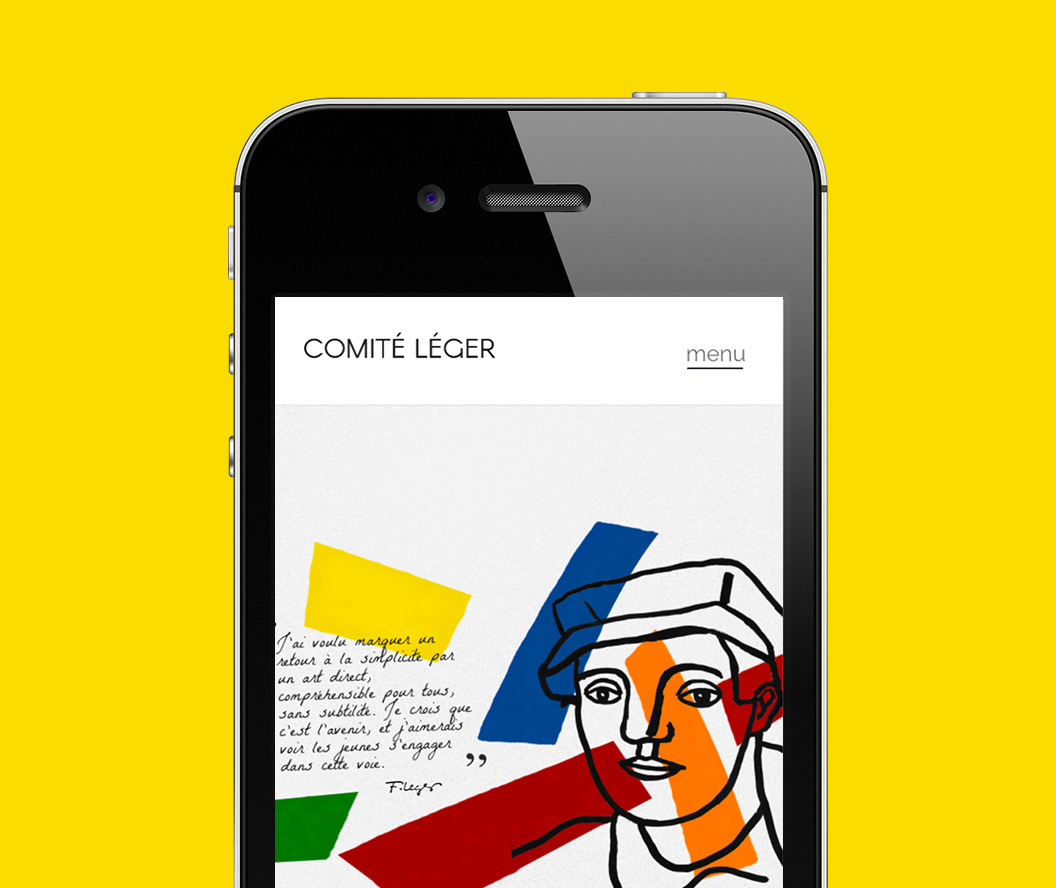 COMITÉ LÉGER
menu
J'ai voulu marquer un
retour à la simplicité par
un art direct,
compréhensible pour tous,
sans subtilité. Je crois que
c'est l'avenir, et j'aimerais
voir les jeunes s'engager
dans cette voie. ”
F. Leger